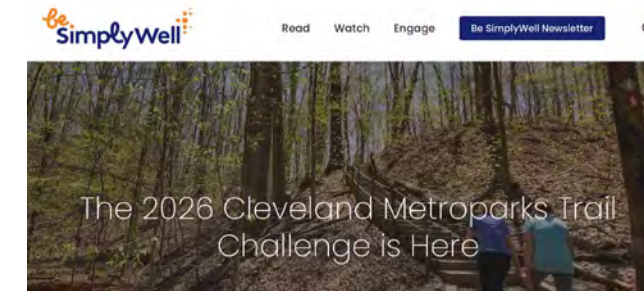 be
SimplyWell
Read Watch Engage Be SimplyWell Newsletter
The 2026 Cleveland Metroparks Trail
Challenge is Here